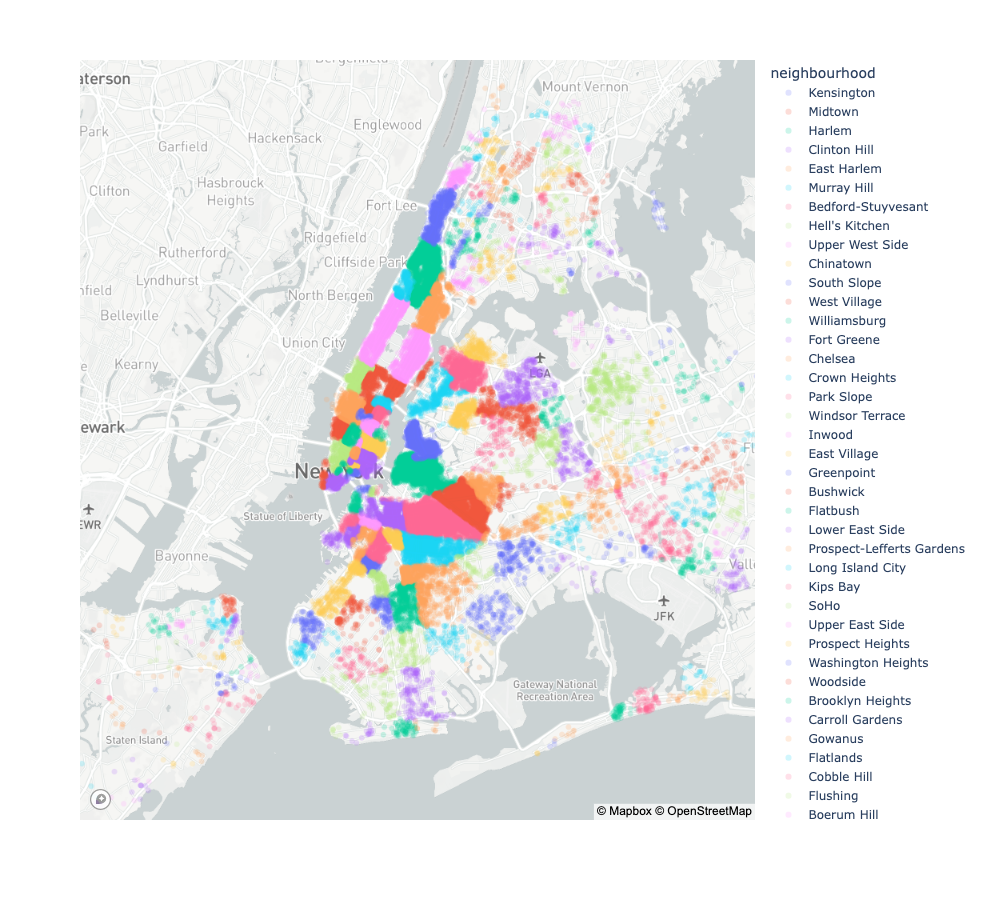 Bergenfield
aterson
Mount Vernon
Park
Englewood
Hackensack
Garfield
Hasbrouck
Heights
Clifton
Fort Lee
Ridgefield
Rutherford
Cliffside Park
Lyndhurst
nfield
North Bergen
Belleville
Union City
Kearny
LGA
ewark
New York
Fl
EWR
Statue of Liberty
Bayonne
Valle
JFK
Gateway National
Recreation Area
Staten Island
© Mapbox © OpenStreetMap
neighbourhood
Kensington
Midtown
Harlem
Clinton Hill
East Harlem
Murray Hill
Bedford-Stuyvesant
Hell's Kitchen
Upper West Side
Chinatown
South Slope
West Village
Williamsburg
Fort Greene
Chelsea
Crown Heights
Park Slope
Windsor Terrace
Inwood
East Village
Greenpoint
Bushwick
Flatbush
Lower East Side
Prospect-Lefferts Gardens
Long Island City
Kips Bay
SoHo
Upper East Side
Prospect Heights
Washington Heights
Woodside
Brooklyn Heights
Carroll Gardens
Gowanus
Flatlands
Cobble Hill
Flushing
Boerum Hill